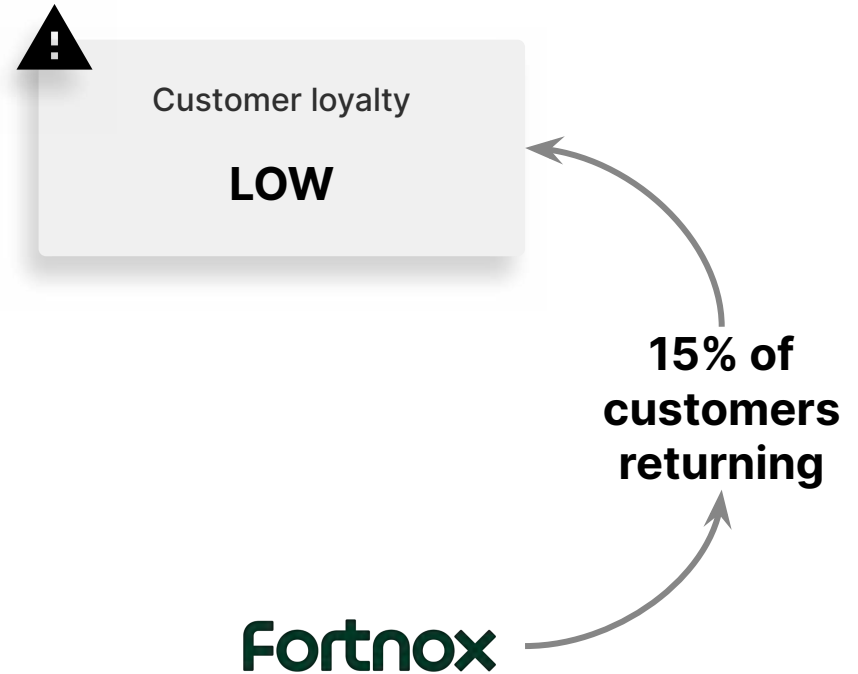 Customer loyalty
LOW
15% of
customers
returning
Fortnox